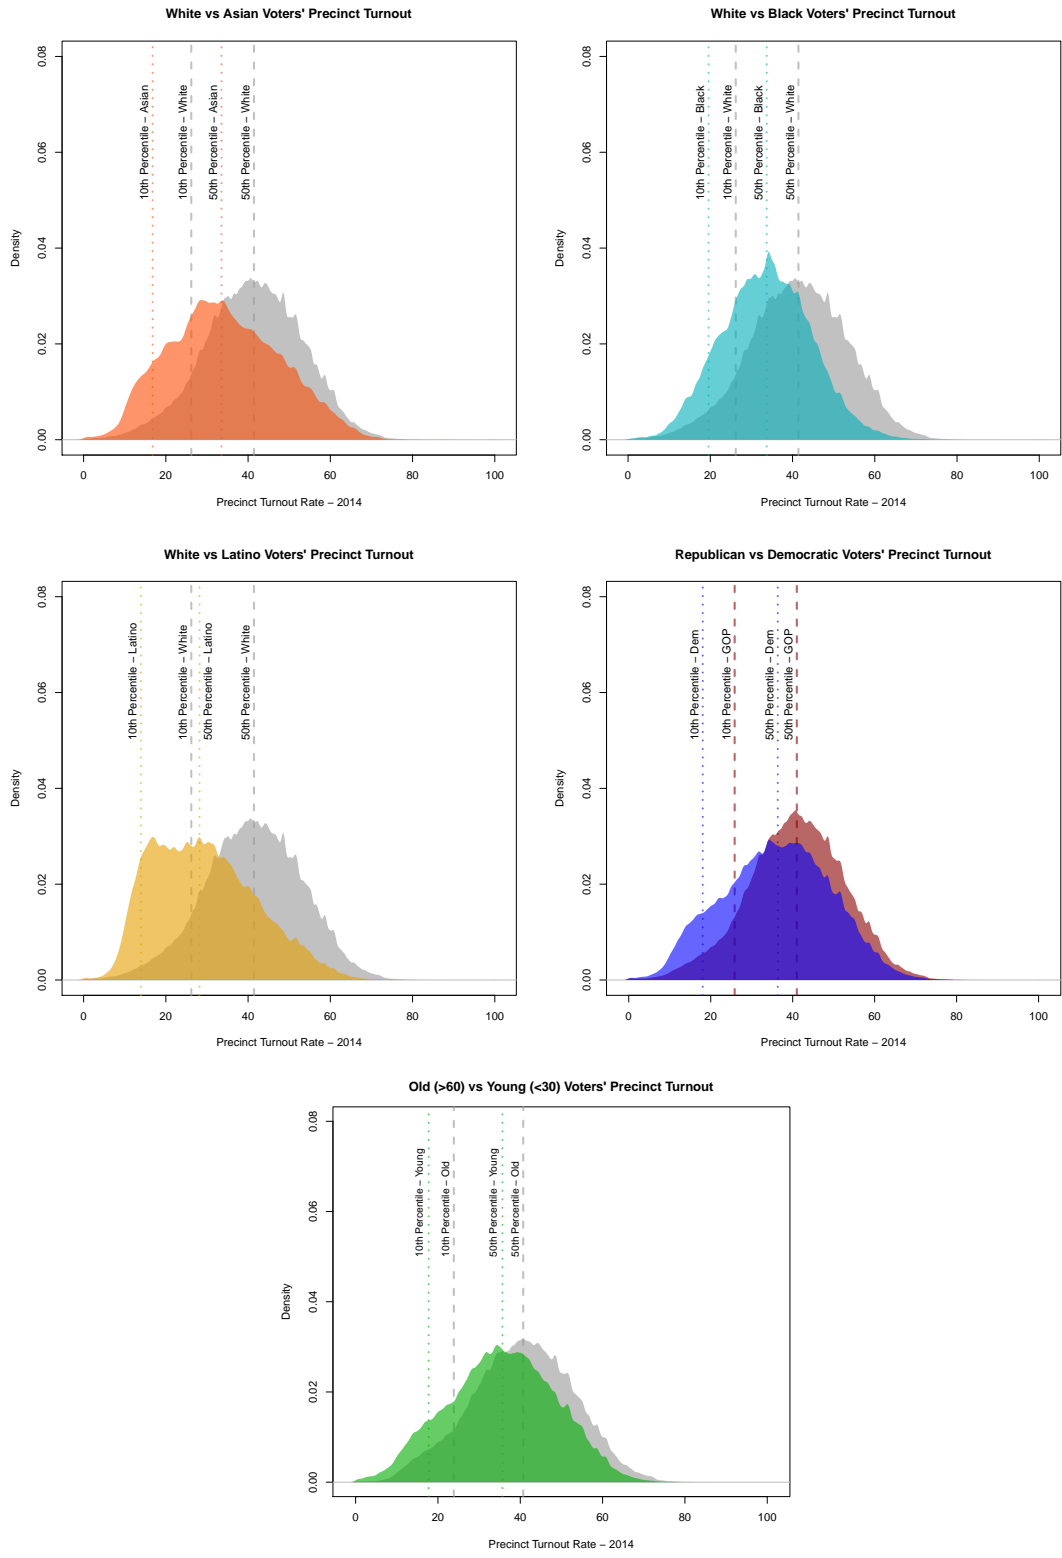 White vs Asian Voters' Precinct Turnout
0.08
0.06
0.04
0.02
0.00
Density
10th Percentile – Asian
10th Percentile – White
50th Percentile – Asian
50th Percentile – White
0 20 40 60 80 100
Precinct Turnout Rate – 2014
White vs Black Voters' Precinct Turnout
0.08
0.06
0.04
0.02
0.00
Density
10th Percentile – Black
10th Percentile – White
50th Percentile – Black
50th Percentile – White
0 20 40 60 80 100
Precinct Turnout Rate – 2014
White vs Latino Voters' Precinct Turnout
0.08
0.06
0.04
0.02
0.00
Density
10th Percentile – Latino
10th Percentile – White
50th Percentile – Latino
50th Percentile – White
0 20 40 60 80 100
Precinct Turnout Rate – 2014
Republican vs Democratic Voters' Precinct Turnout
0.08
0.06
0.04
0.02
0.00
Density
10th Percentile – Dem
10th Percentile – GOP
50th Percentile – Dem
50th Percentile – GOP
0 20 40 60 80 100
Precinct Turnout Rate – 2014
Old (>60) vs Young (<30) Voters' Precinct Turnout
0.08
0.06
0.04
0.02
0.00
Density
10th Percentile – Young
10th Percentile – Old
50th Percentile – Young
50th Percentile – Old
0 20 40 60 80 100
Precinct Turnout Rate – 2014